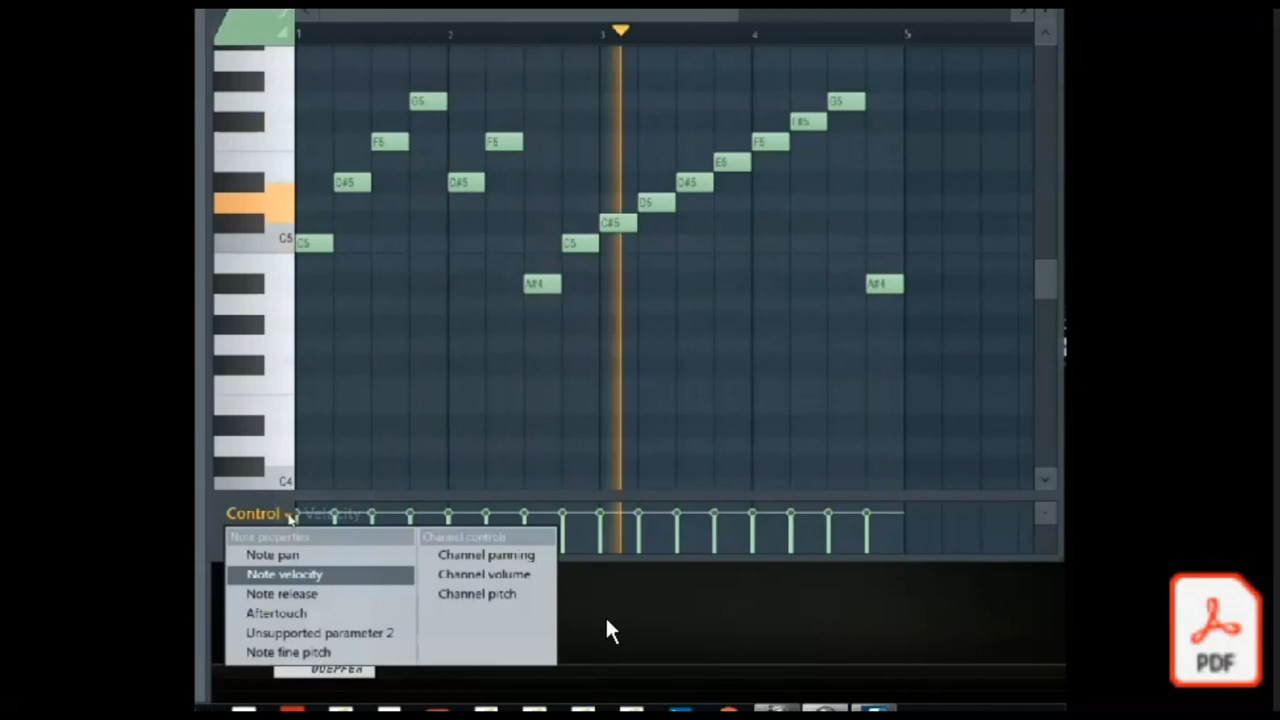 1 2 3 4 5
G5 G5
F#5
F5 F5 F5
E5
D#5 D#5 D#5
D5
C#5
C5 C5 C5
A#4 A#4
C4
Control Velocity
Note properties Channel controls
Note pan Channel panning
Note velocity Channel volume
Note release Channel pitch
Aftertouch
Unsupported parameter 2
Note fine pitch
DOEPFER
PDF